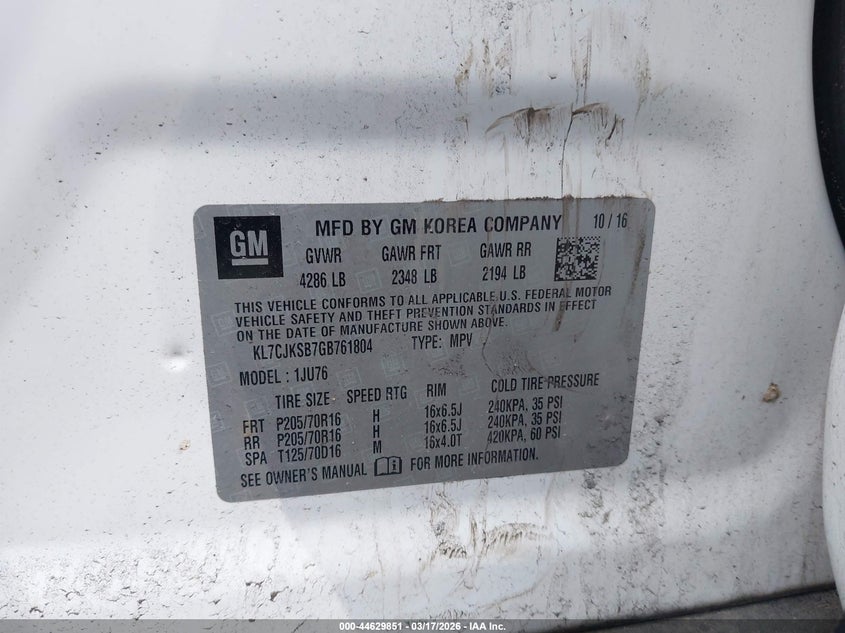 GM
MFD BY GM KOREA COMPANY 10/16
GVWR GAWR FRT GAWR RR
4286 LB 2348 LB 2194 LB
THIS VEHICLE CONFORMS TO ALL APPLICABLE U.S. FEDERAL MOTOR
VEHICLE SAFETY AND THEFT PREVENTION STANDARDS IN EFFECT
ON THE DATE OF MANUFACTURE SHOWN ABOVE.
KL7CJKSB7GB761804 TYPE: MPV
MODEL : 1JU76
TIRE SIZE SPEED RTG RIM COLD TIRE PRESSURE
FRT P205/70R16 H 16x6.5J 240KPA, 35 PSI
RR P205/70R16 H 16x6.5J 240KPA, 35 PSI
SPA T125/70D16 M 16x4.0T 420KPA, 60 PSI
SEE OWNER'S MANUAL FOR MORE INFORMATION.
000-44629851 - 03/17/2026 - IAA Inc.